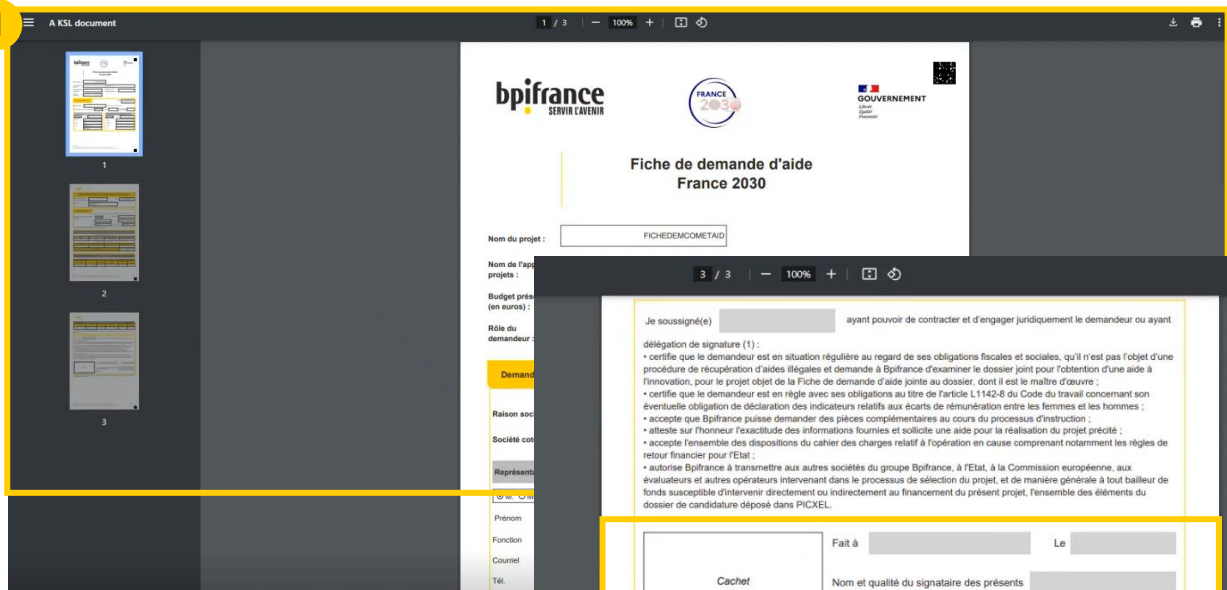 A KSL document
1 / 3
100%
1
2
3
bpifrance
SERVIR L'AVENIR
FRANCE
2030
GOUVERNEMENT
Liberté
Égalité
Fraternité
Fiche de demande d'aide
France 2030
Nom du projet :
FICHEDEMCOMETAID
Nom de l'app
projets :
Budget prés
(en euros) :
Rôle du
demandeur :
Demand
Raison soc
Société cot
Représenta
M.
Prénom
Fonction
Courriel
Tél.
3 / 3
100%
Je soussigné(e) ayant pouvoir de contracter et d'engager juridiquement le demandeur ou ayant
délégation de signature (1) :
• certifie que le demandeur est en situation régulière au regard de ses obligations fiscales et sociales, qu'il n'est pas l'objet d'une
procédure de récupération d'aides illégales et demande à Bpifrance d'examiner le dossier joint pour l'obtention d'une aide à
l'innovation, pour le projet objet de la Fiche de demande d'aide jointe au dossier, dont il est le maître d'œuvre ;
• certifie que le demandeur est en règle avec ses obligations au titre de l'article L1142-8 du Code du travail concernant son
éventuelle obligation de déclaration des indicateurs relatifs aux écarts de rémunération entre les femmes et les hommes ;
• accepte que Bpifrance puisse demander des pièces complémentaires au cours du processus d'instruction ;
• atteste sur l'honneur l'exactitude des informations fournies et sollicite une aide pour la réalisation du projet précité ;
• accepte l'ensemble des dispositions du cahier des charges relatif à l'opération en cause comprenant notamment les règles de
retour financier pour l'Etat ;
• autorise Bpifrance à transmettre aux autres sociétés du groupe Bpifrance, à l'Etat, à la Commission européenne, aux
évaluateurs et autres opérateurs intervenant dans le processus de sélection du projet, et de manière générale à tout bailleur de
fonds susceptible d'intervenir directement ou indirectement au financement du présent projet, l'ensemble des éléments du
dossier de candidature déposé dans PICXEL.
Fait à
Le
Cachet
Nom et qualité du signataire des présents